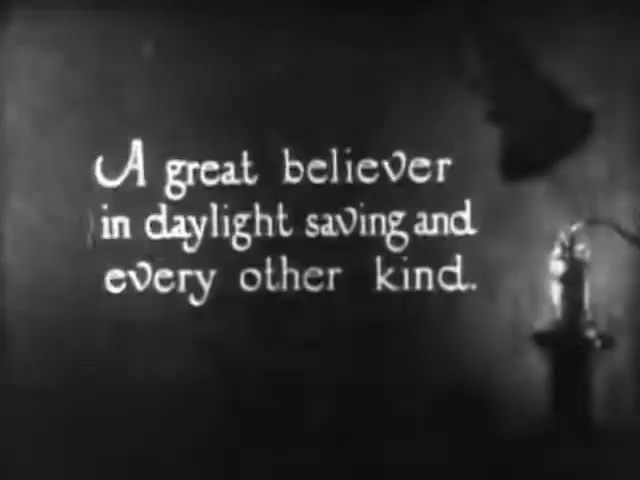 A great believer
in daylight saving and
every other kind.